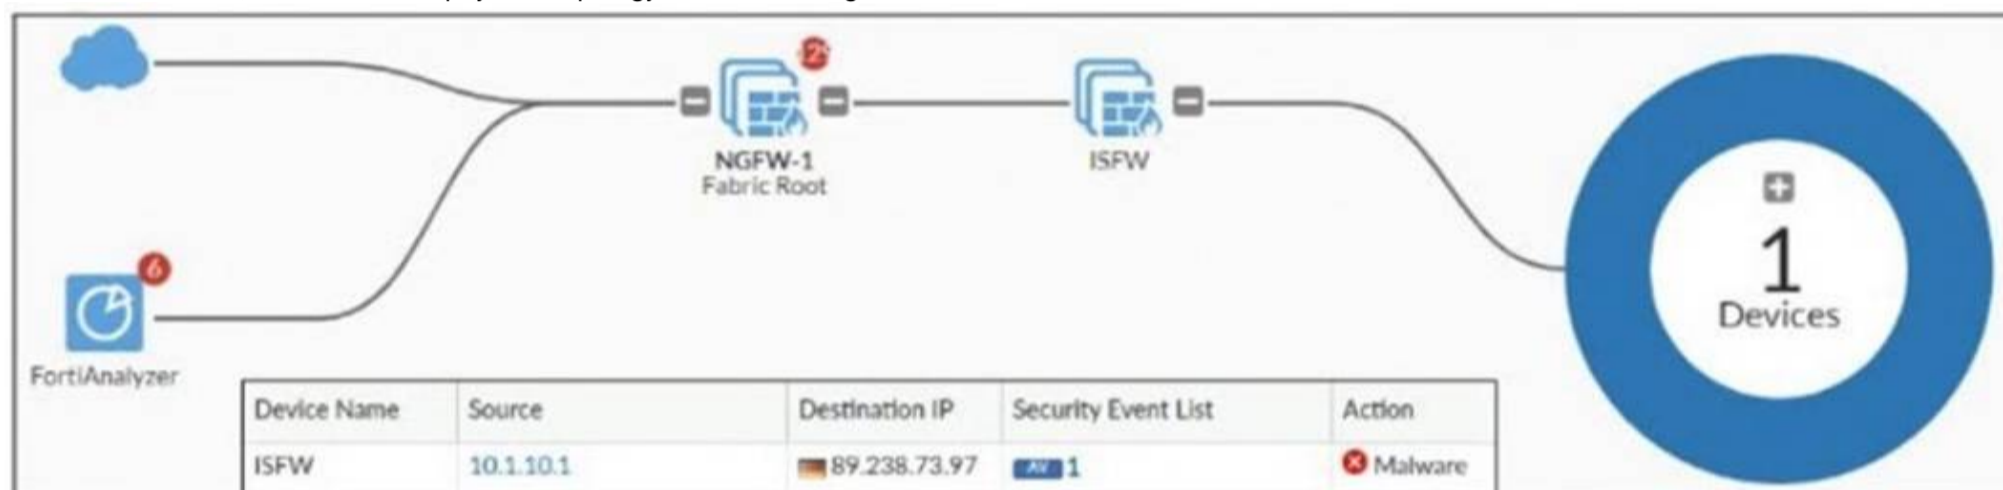 NGFW-1
Fabric Root
ISFW
1
Devices
6
FortiAnalyzer
Device Name Source Destination IP Security Event List Action
ISFW 10.1.10.1 89.238.73.97 AV 1 Malware